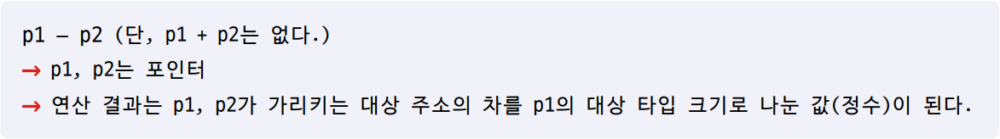 p1 – p2 (단, p1 + p2는 없다.)
→ p1, p2는 포인터
→ 연산 결과는 p1, p2가 가리키는 대상 주소의 차를 p1의 대상 타입 크기로 나눈 값(정수)이 된다.